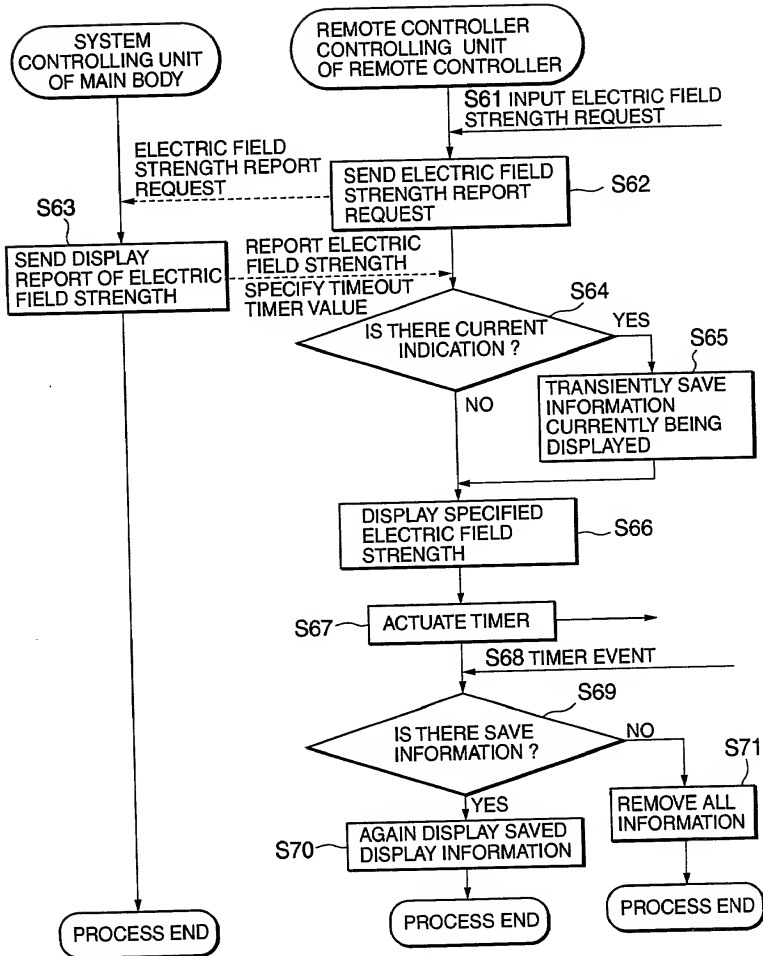 SYSTEM
CONTROLLING UNIT
OF MAIN BODY
REMOTE CONTROLLER
CONTROLLING UNIT
OF REMOTE CONTROLLER
S61 INPUT ELECTRIC FIELD
STRENGTH REQUEST
ELECTRIC FIELD
STRENGTH REPORT
REQUEST
SEND ELECTRIC FIELD
STRENGTH REPORT
REQUEST
S62
S63
SEND DISPLAY
REPORT OF ELECTRIC
FIELD STRENGTH
REPORT ELECTRIC
FIELD STRENGTH
SPECIFY TIMEOUT
TIMER VALUE
S64
IS THERE CURRENT
INDICATION ?
YES
NO
S65
TRANSIENTLY SAVE
INFORMATION
CURRENTLY BEING
DISPLAYED
DISPLAY SPECIFIED
ELECTRIC FIELD
STRENGTH
S66
S67
ACTUATE TIMER
S68 TIMER EVENT
S69
IS THERE SAVE
INFORMATION ?
NO
YES
S71
REMOVE ALL
INFORMATION
S70
AGAIN DISPLAY SAVED
DISPLAY INFORMATION
PROCESS END
PROCESS END
PROCESS END